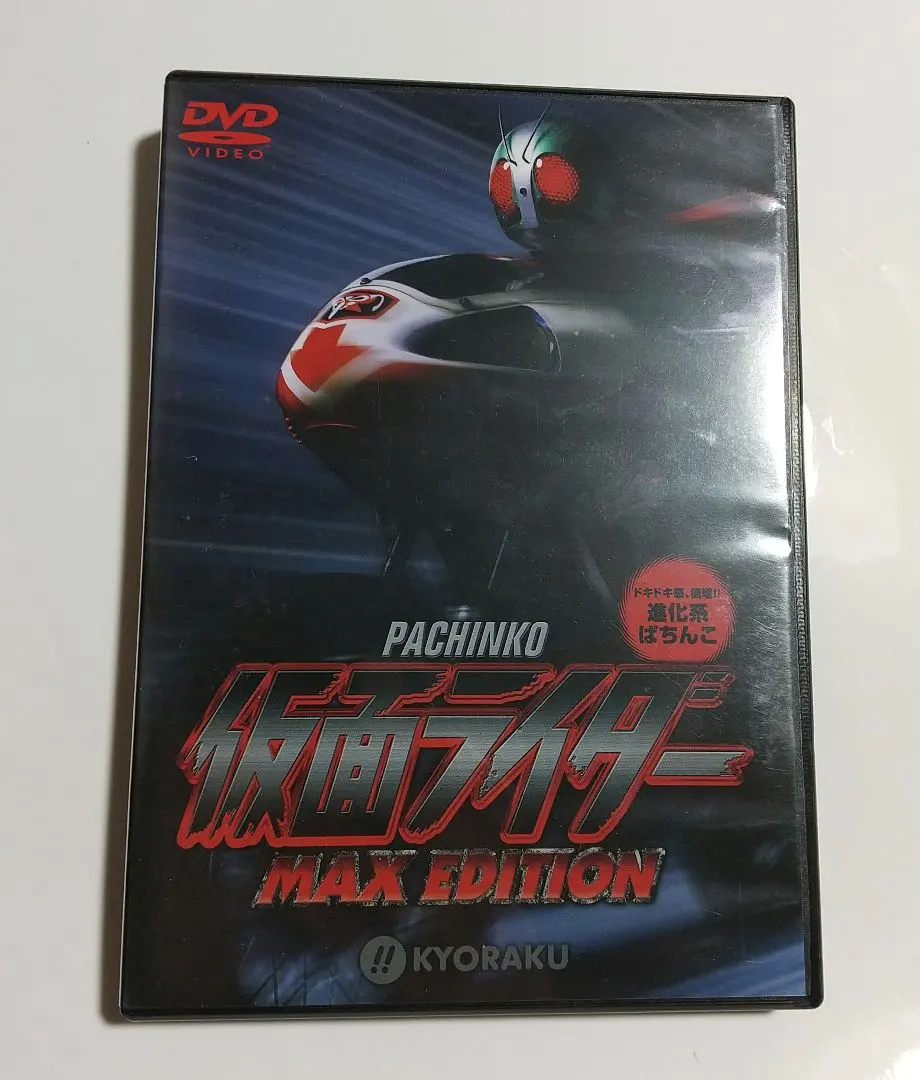 DVD
VIDEO
ドキドキ感、倍増!!
進化系
ぱちんこ
PACHINKO
仮面ライダー
MAX EDITION
!! KYORAKU